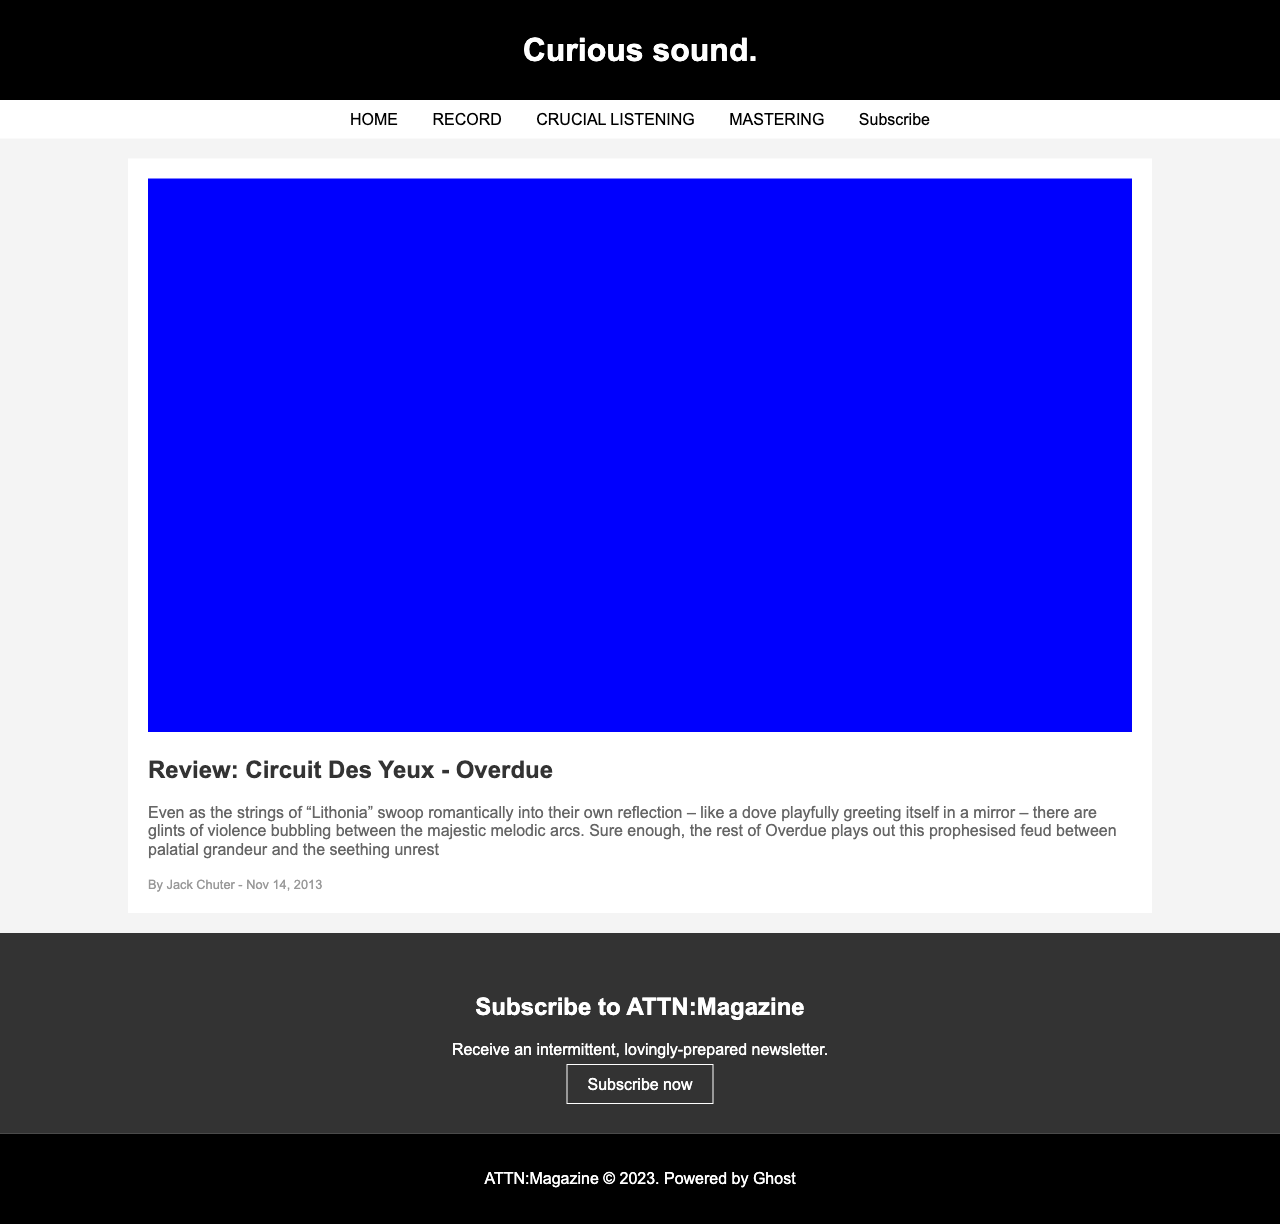 Curious sound.
HOME RECORD CRUCIAL LISTENING MASTERING Subscribe
Review: Circuit Des Yeux - Overdue
Even as the strings of “Lithonia” swoop romantically into their own reflection – like a dove playfully greeting itself in a mirror – there are
glints of violence bubbling between the majestic melodic arcs. Sure enough, the rest of Overdue plays out this prophesised feud between
palatial grandeur and the seething unrest
By Jack Chuter - Nov 14, 2013
Subscribe to ATTN:Magazine
Receive an intermittent, lovingly-prepared newsletter.
Subscribe now
ATTN:Magazine © 2023. Powered by Ghost